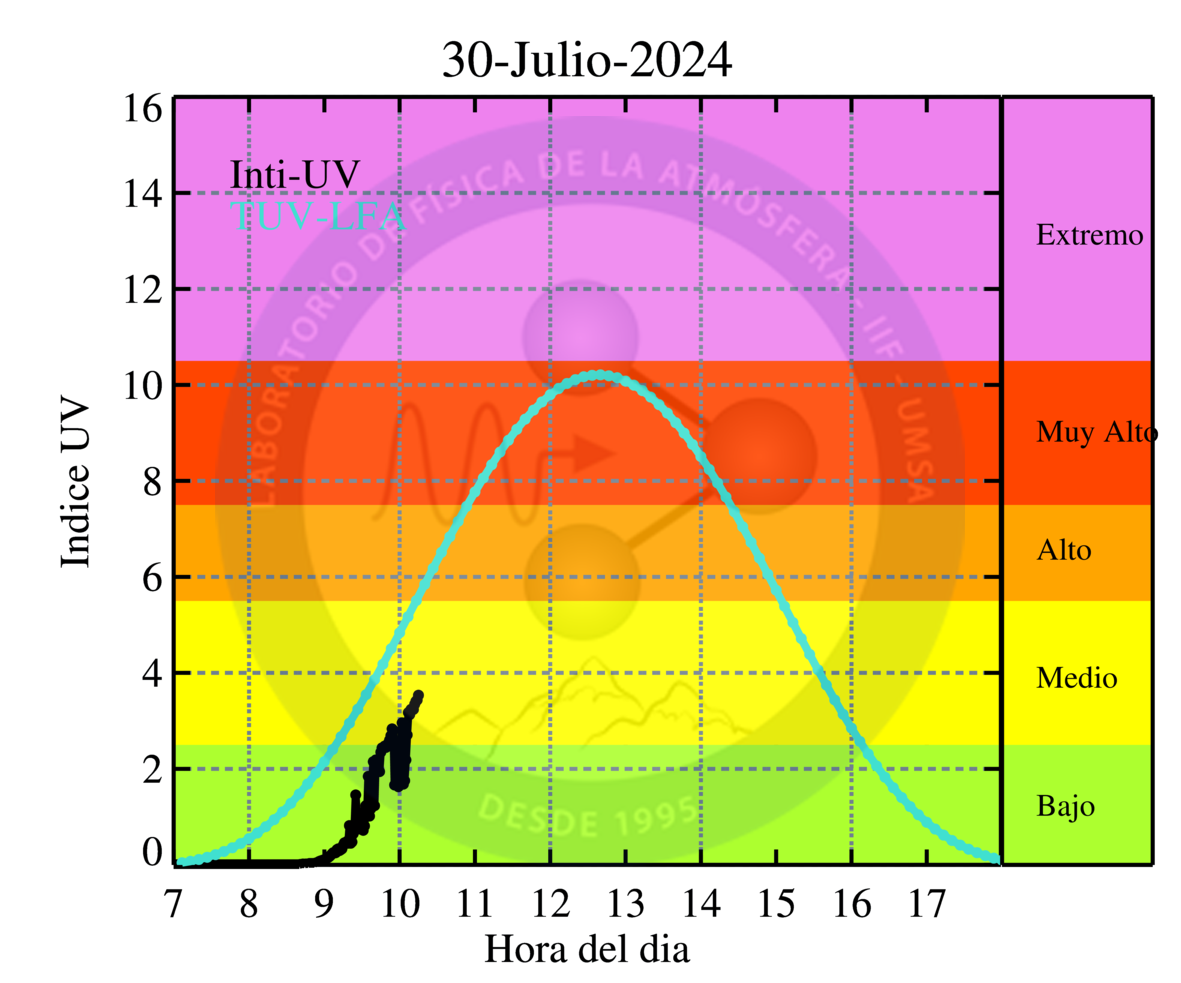 30-Julio-2024
16
14
12
10
8
6
4
2
0
Indice UV
Inti-UV
TUV-LFA
LABORATORIO DE FÍSICA DE LA ATMÓSFERA - IIF - UMSA
DESDE 1995
Extremo
Muy Alto
Alto
Medio
Bajo
7 8 9 10 11 12 13 14 15 16 17
Hora del dia